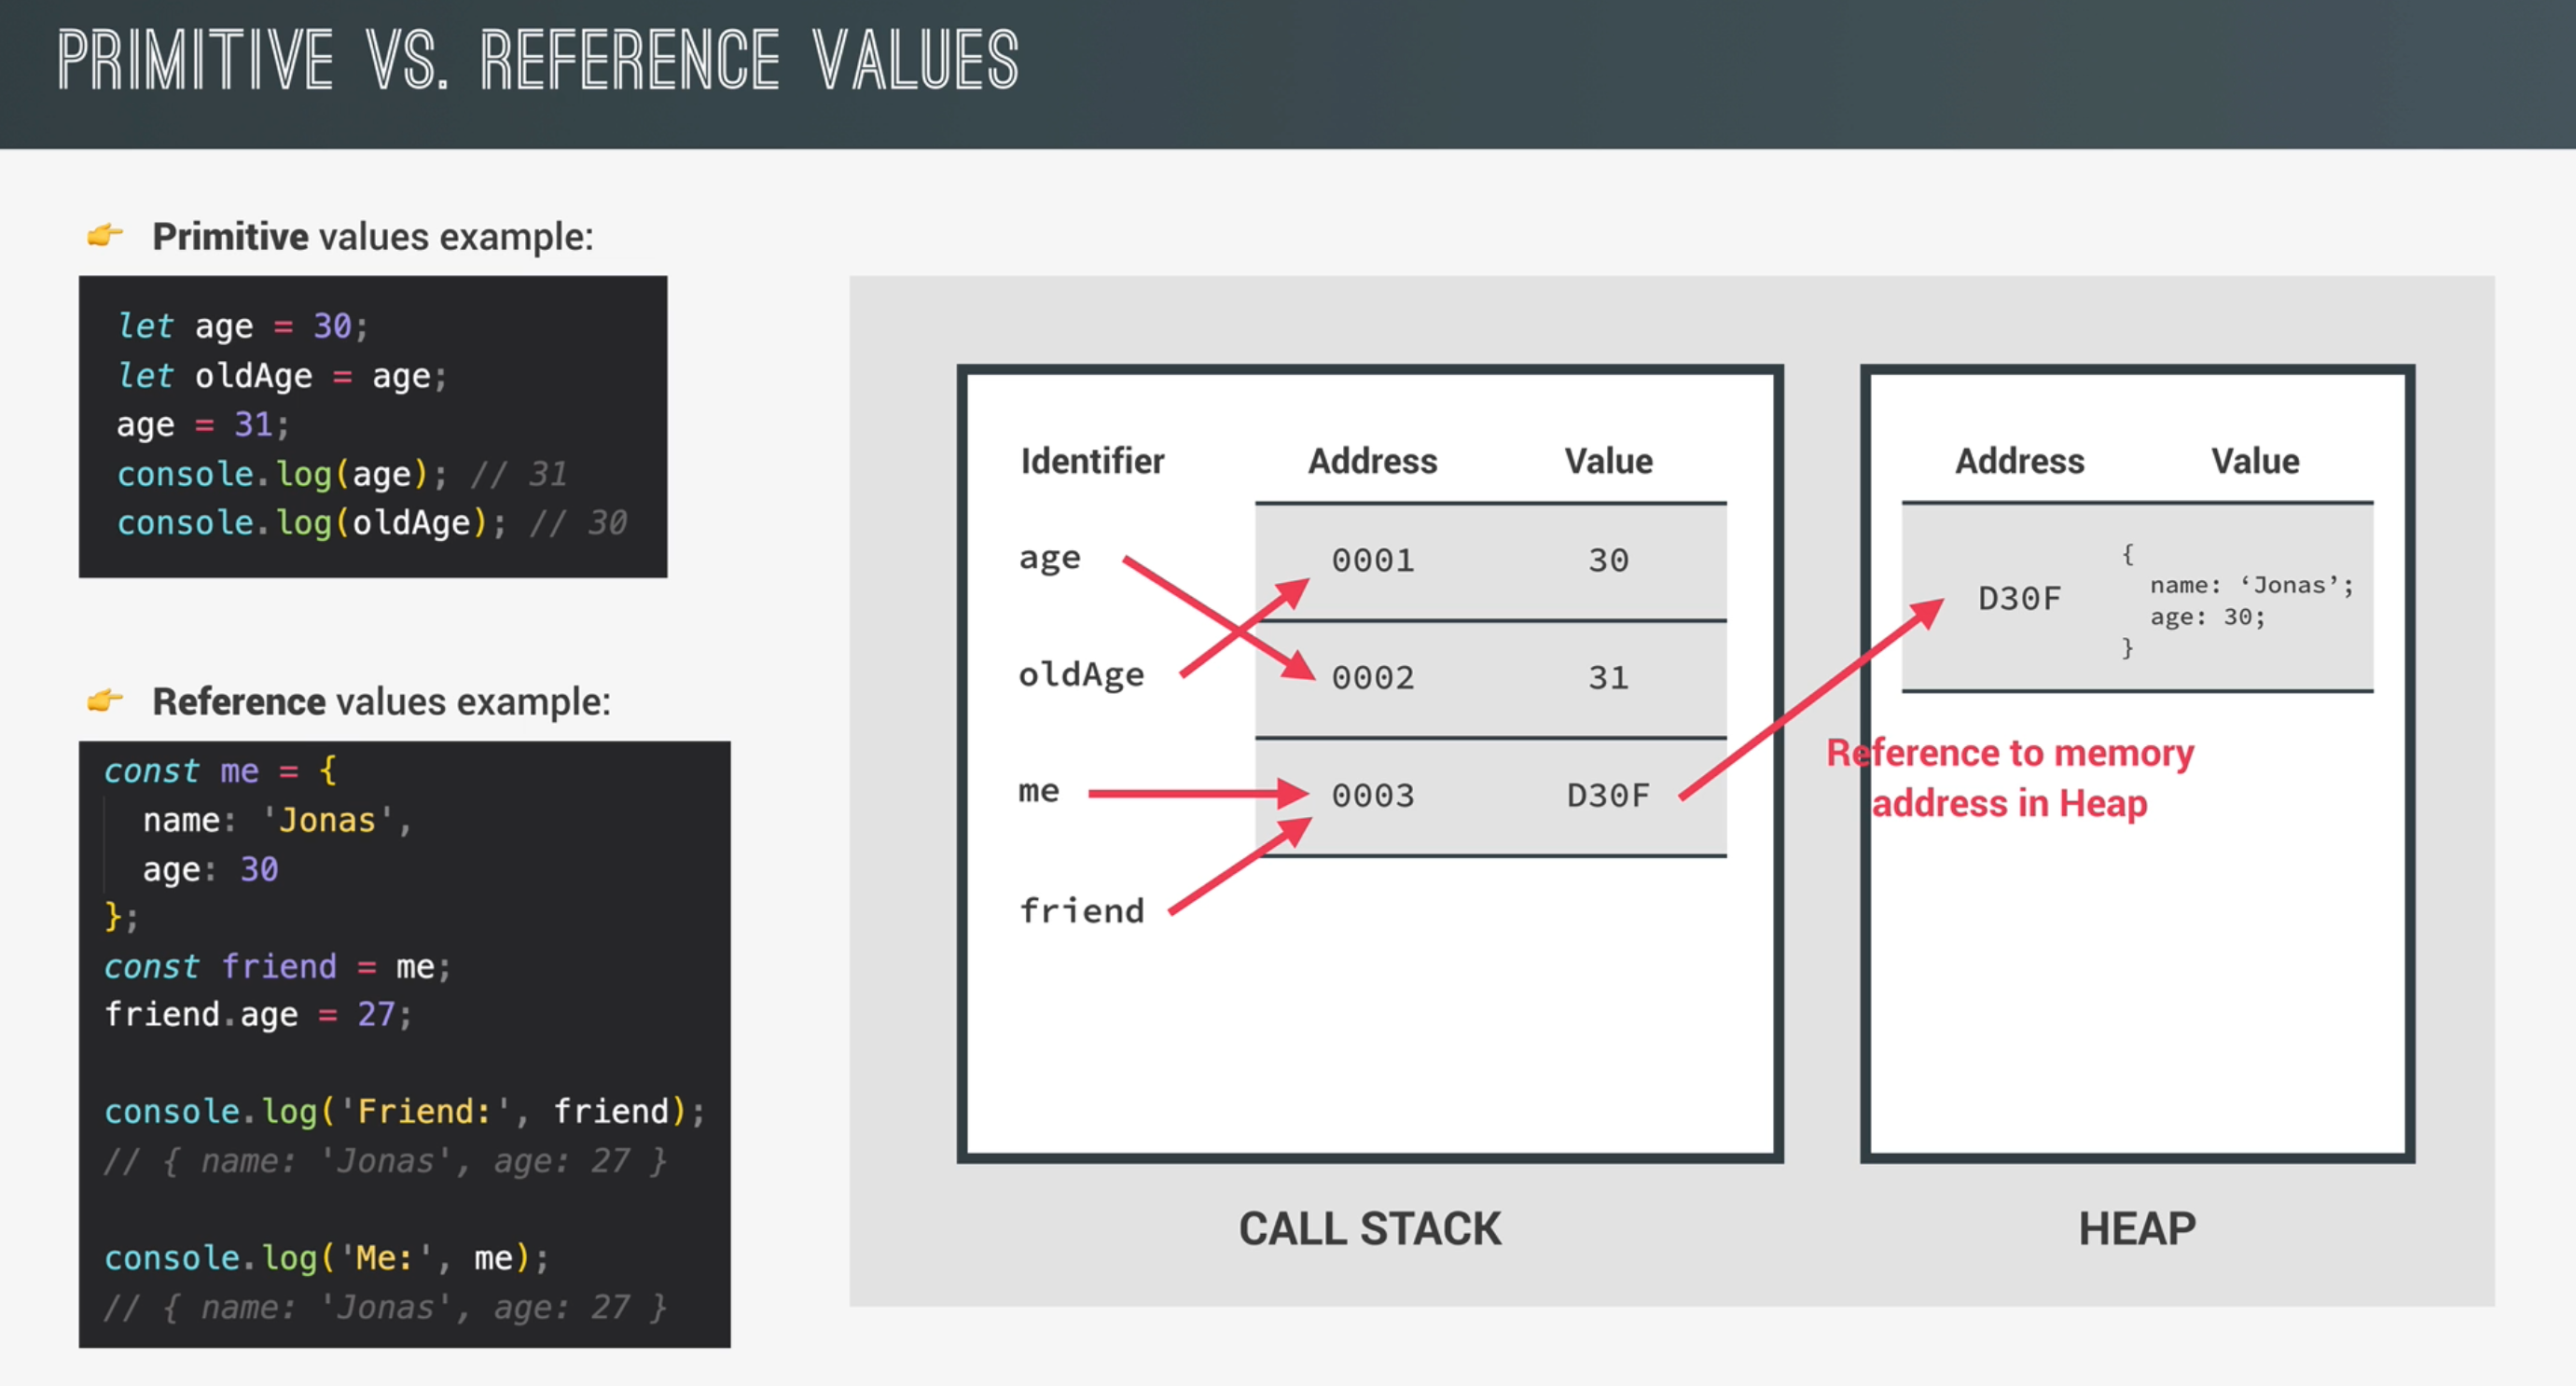 PRIMITIVE VS. REFERENCE VALUES
👉 Primitive values example:
let age = 30;
let oldAge = age;
age = 31;
console.log(age); // 31
console.log(oldAge); // 30
👉 Reference values example:
const me = {
  name: 'Jonas',
  age: 30
};
const friend = me;
friend.age = 27;
console.log('Friend:', friend);
// { name: 'Jonas', age: 27 }
console.log('Me:', me);
// { name: 'Jonas', age: 27 }
Identifier Address Value
age 0001 30
oldAge 0002 31
me 0003 D30F
friend
CALL STACK
Address Value
D30F
{
  name: ‘Jonas’;
  age: 30;
}
Reference to memory
address in Heap
HEAP